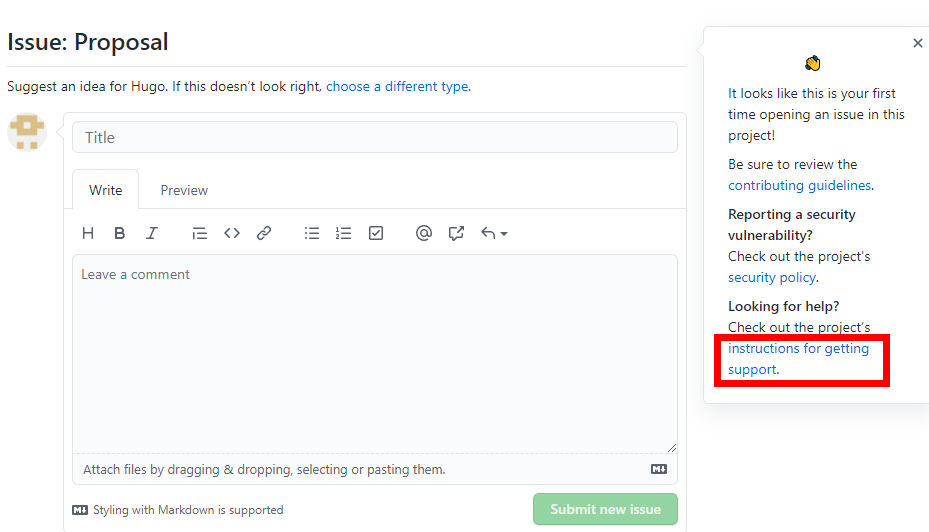 Issue: Proposal
Suggest an idea for Hugo. If this doesn’t look right, choose a different type.
Title
Write
Preview
H B I
Leave a comment
Attach files by dragging & dropping, selecting or pasting them.
Styling with Markdown is supported
Submit new issue
It looks like this is your first
time opening an issue in this
project!
Be sure to review the
contributing guidelines.
Reporting a security
vulnerability?
Check out the project's
security policy.
Looking for help?
Check out the project’s
instructions for getting
support.